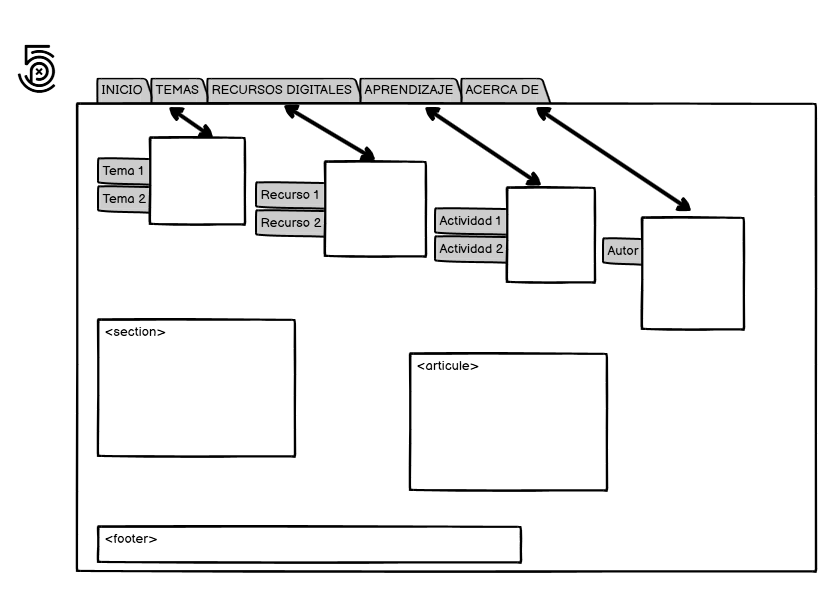 5
INICIO
TEMAS
RECURSOS DIGITALES
APRENDIZAJE
ACERCA DE
Tema 1
Tema 2
Recurso 1
Recurso 2
Actividad 1
Actividad 2
Autor
<section>
<articule>
<footer>